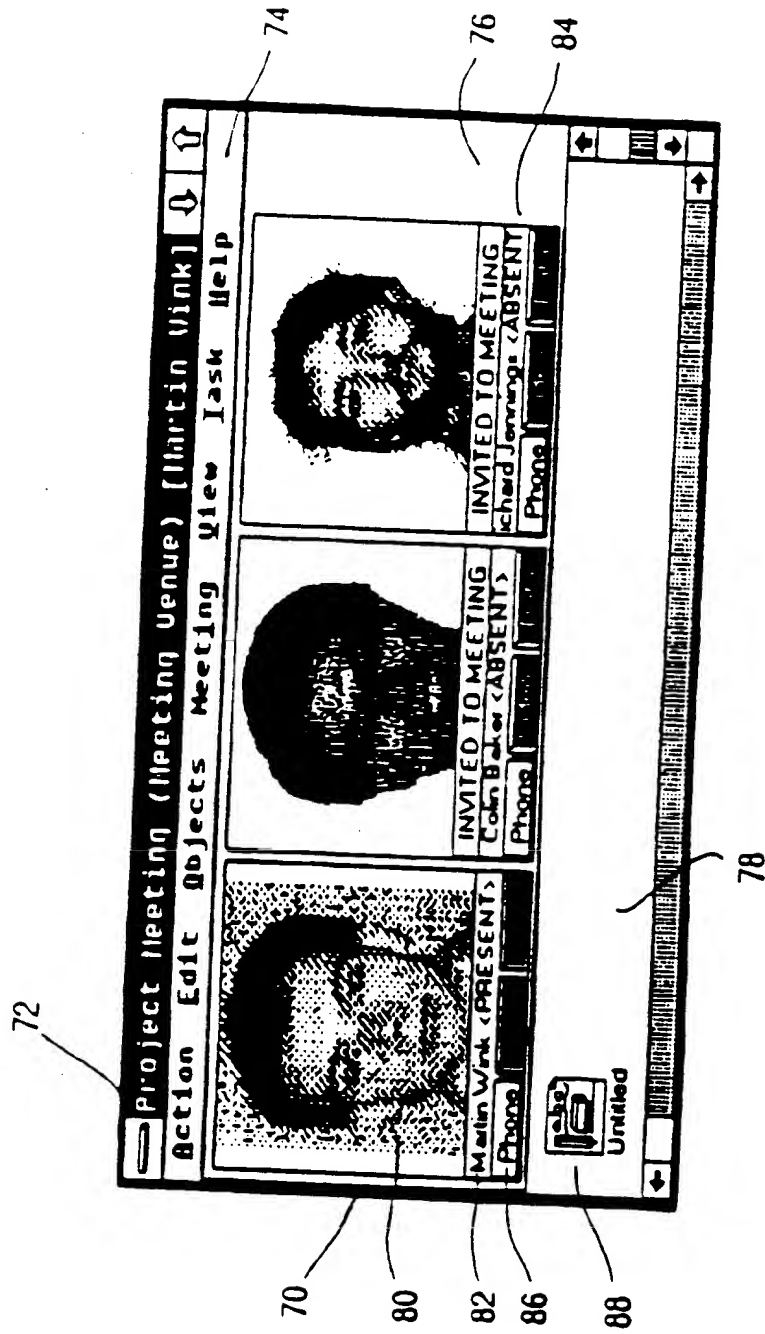 72
Project Meeting (Meeting Venue) [Martin Wink]
Action Edit Objects Meeting View Task Help
74
76
70
80
82
Martin Wink <PRESENT>
INVITED TO MEETING
Colin Baker <ABSENT>
INVITED TO MEETING
ichard Jennings <ABSENT
84
86
Phone
Phone
Phone
88
Untitled
78